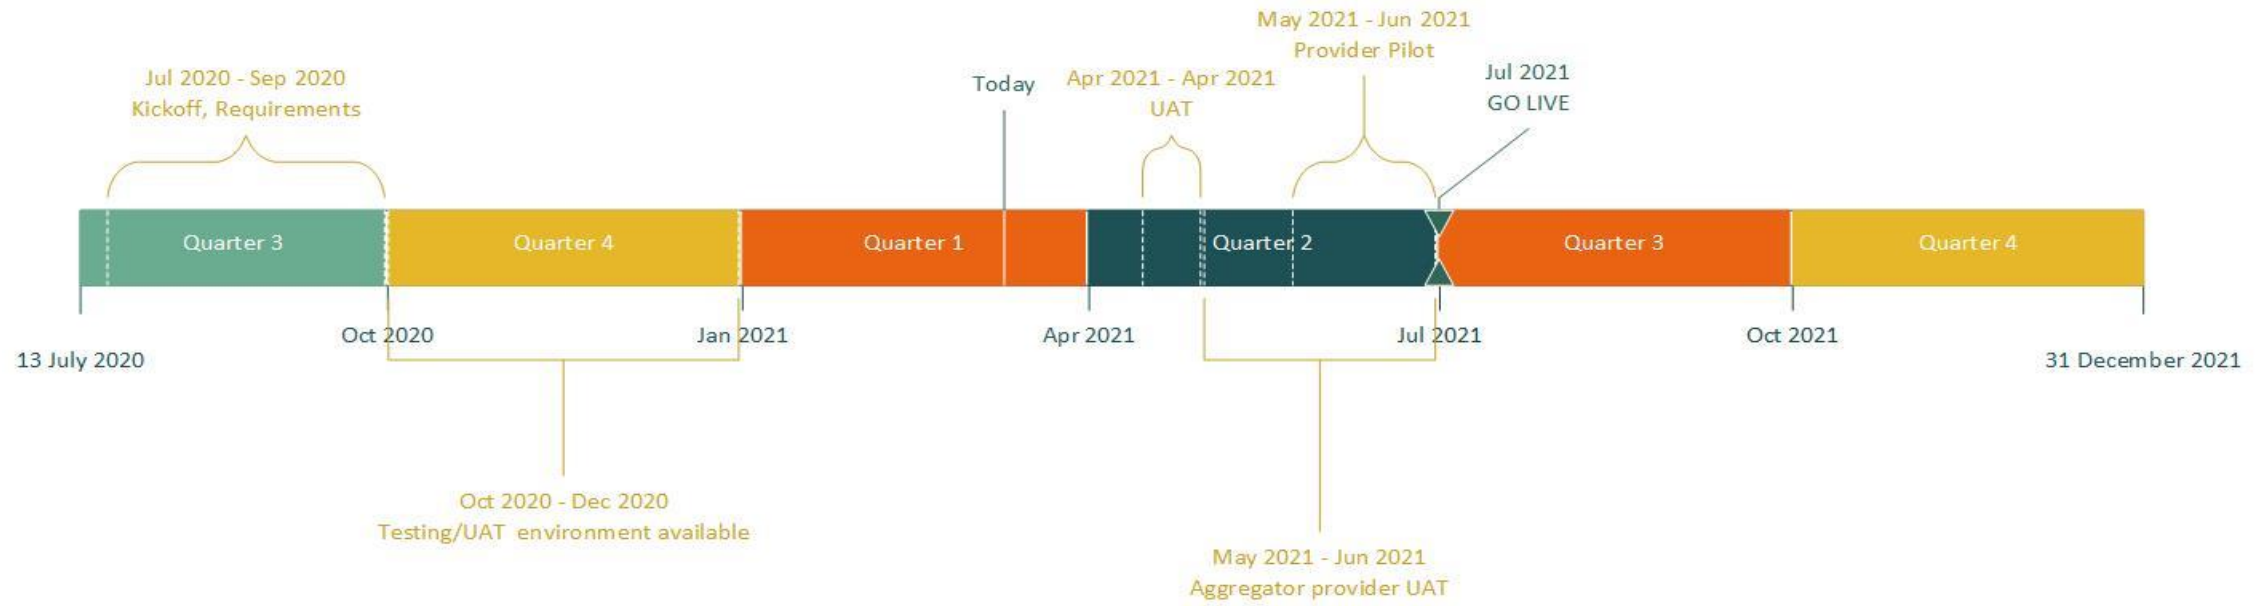 May 2021 - Jun 2021
Provider Pilot
Jul 2020 - Sep 2020
Kickoff, Requirements
Today
Apr 2021 - Apr 2021
UAT
Jul 2021
GO LIVE
Quarter 3
Quarter 4
Quarter 1
Quarter 2
Quarter 3
Quarter 4
13 July 2020
Oct 2020
Jan 2021
Apr 2021
Jul 2021
Oct 2021
31 December 2021
Oct 2020 - Dec 2020
Testing/UAT environment available
May 2021 - Jun 2021
Aggregator provider UAT